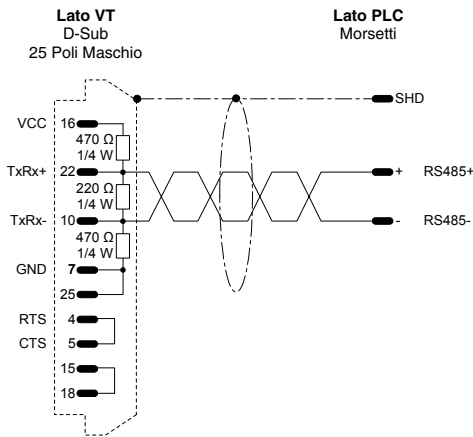 Lato VT
D-Sub
25 Poli Maschio
Lato PLC
Morsetti
SHD
VCC 16
470 Ω
1/4 W
TxRx+ 22
+ RS485+
220 Ω
1/4 W
TxRx- 10
- RS485-
470 Ω
1/4 W
GND 7
25
RTS 4
CTS 5
15
18